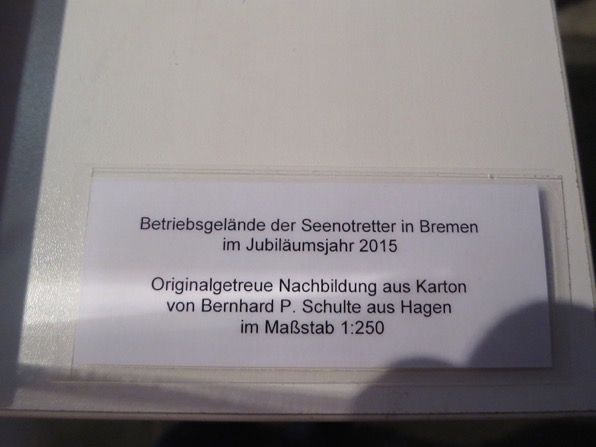 Betriebsgelände der Seenotretter in Bremen
im Jubiläumsjahr 2015
Originalgetreue Nachbildung aus Karton
von Bernhard P. Schulte aus Hagen
im Maßstab 1:250